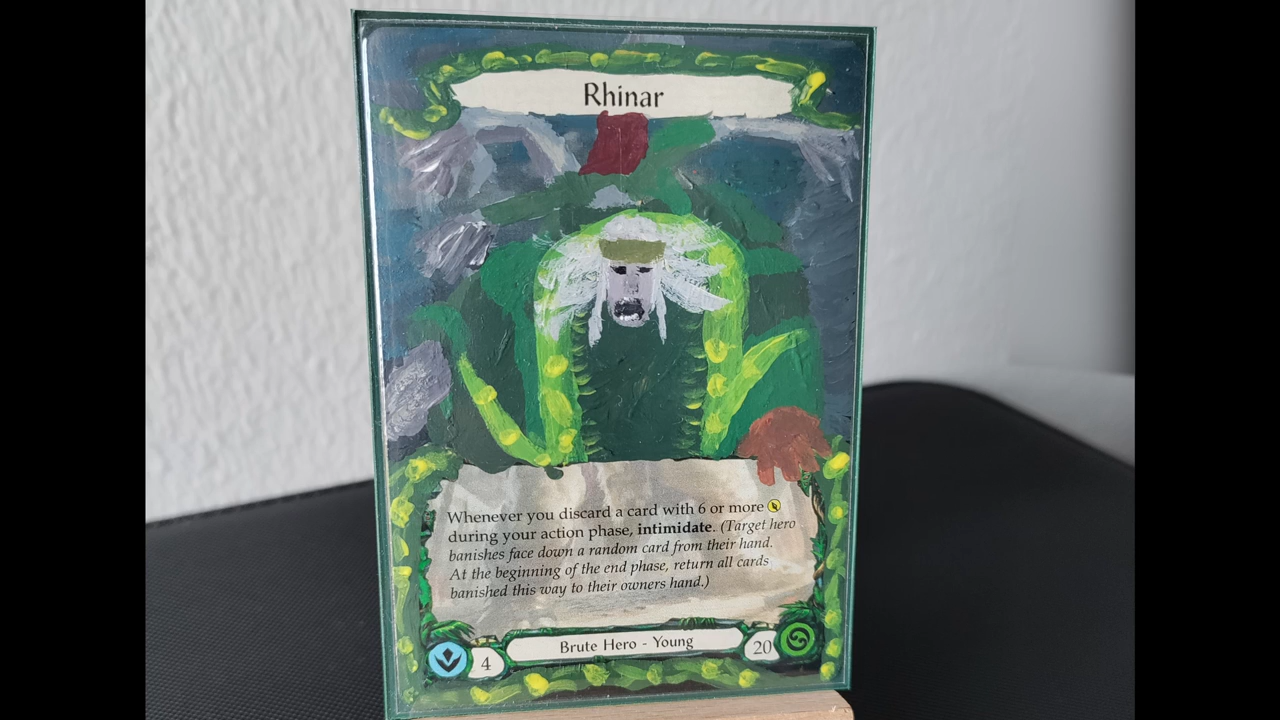 Rhinar
Whenever you discard a card with 6 or more
during your action phase, intimidate. (Target hero
banishes face down a random card from their hand.
At the beginning of the end phase, return all cards
banished this way to their owners hand.)
4
Brute Hero - Young
20